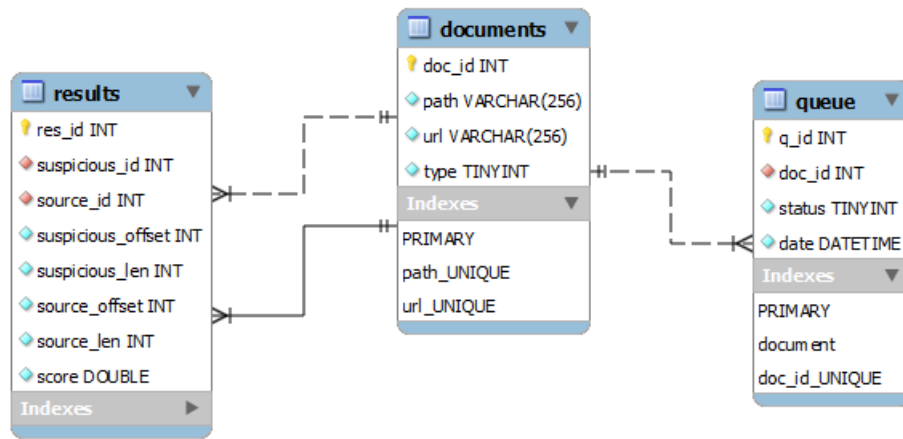 results
res_id INT
suspicious_id INT
source_id INT
suspicious_offset INT
suspicious_len INT
source_offset INT
source_len INT
score DOUBLE
Indexes
documents
doc_id INT
path VARCHAR(256)
url VARCHAR(256)
type TINYINT
Indexes
PRIMARY
path_UNIQUE
url_UNIQUE
queue
q_id INT
doc_id INT
status TINYINT
date DATETIME
Indexes
PRIMARY
document
doc_id_UNIQUE